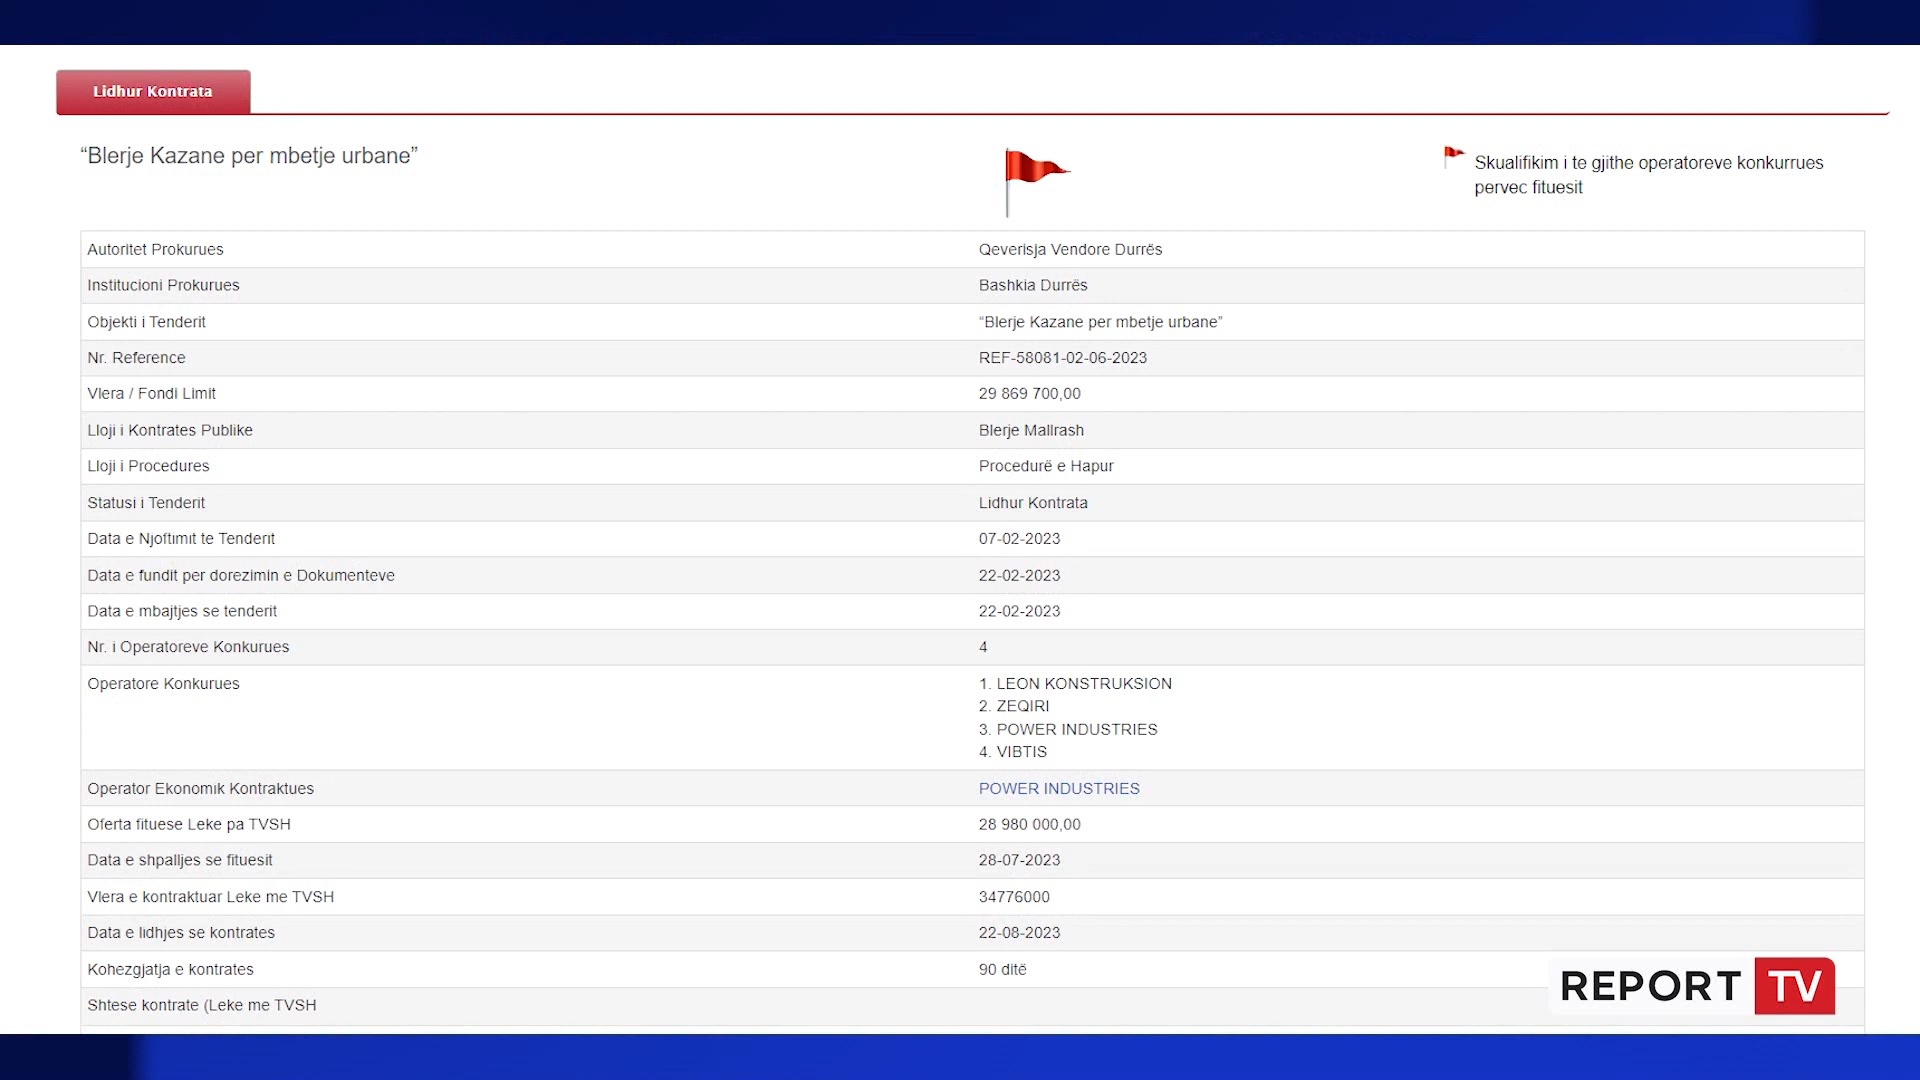 Lidhur Kontrata
“Blerje Kazane per mbetje urbane”
Skualifikim i te gjithe operatoreve konkurrues
pervec fituesit
Autoritet Prokurues Qeverisja Vendore Durrës
Institucioni Prokurues Bashkia Durrës
Objekti i Tenderit “Blerje Kazane per mbetje urbane”
Nr. Reference REF-58081-02-06-2023
Vlera / Fondi Limit 29 869 700,00
Lloji i Kontrates Publike Blerje Mallrash
Lloji i Procedures Procedurë e Hapur
Statusi i Tenderit Lidhur Kontrata
Data e Njoftimit te Tenderit 07-02-2023
Data e fundit per dorezimin e Dokumenteve 22-02-2023
Data e mbajtjes se tenderit 22-02-2023
Nr. i Operatoreve Konkurues 4
Operatore Konkurues 1. LEON KONSTRUKSION
2. ZEQIRI
3. POWER INDUSTRIES
4. VIBTIS
Operator Ekonomik Kontraktues POWER INDUSTRIES
Oferta fituese Leke pa TVSH 28 980 000,00
Data e shpalljes se fituesit 28-07-2023
Vlera e kontraktuar Leke me TVSH 34776000
Data e lidhjes se kontrates 22-08-2023
Kohezgjatja e kontrates 90 ditë
Shtese kontrate (Leke me TVSH
REPORT TV